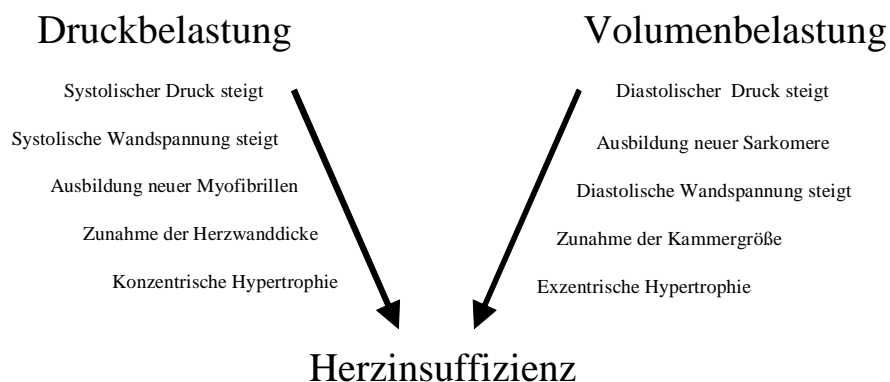 Druckbelastung
Systolischer Druck steigt
Systolische Wandspannung steigt
Ausbildung neuer Myofibrillen
Zunahme der Herzwanddicke
Konzentrische Hypertrophie
Volumenbelastung
Diastolischer Druck steigt
Ausbildung neuer Sarkomere
Diastolische Wandspannung steigt
Zunahme der Kammergröße
Exzentrische Hypertrophie
Herzinsuffizienz